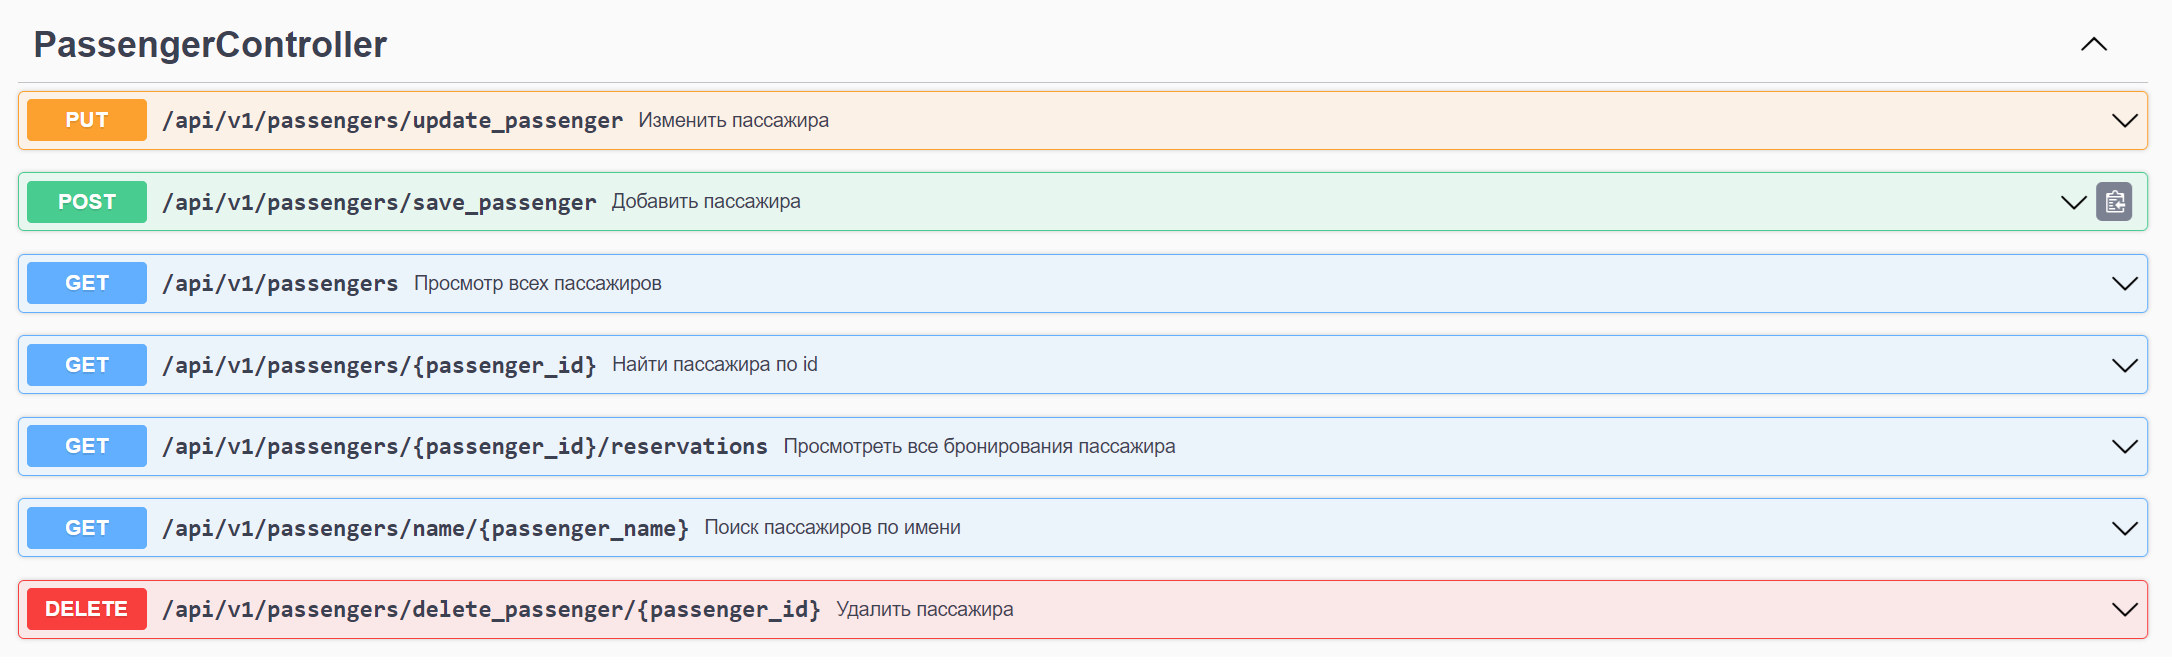 PassengerController
PUT /api/v1/passengers/update_passenger Изменить пассажира
POST /api/v1/passengers/save_passenger Добавить пассажира
GET /api/v1/passengers Просмотр всех пассажиров
GET /api/v1/passengers/{passenger_id} Найти пассажира по id
GET /api/v1/passengers/{passenger_id}/reservations Просмотреть все бронирования пассажира
GET /api/v1/passengers/name/{passenger_name} Поиск пассажиров по имени
DELETE /api/v1/passengers/delete_passenger/{passenger_id} Удалить пассажира